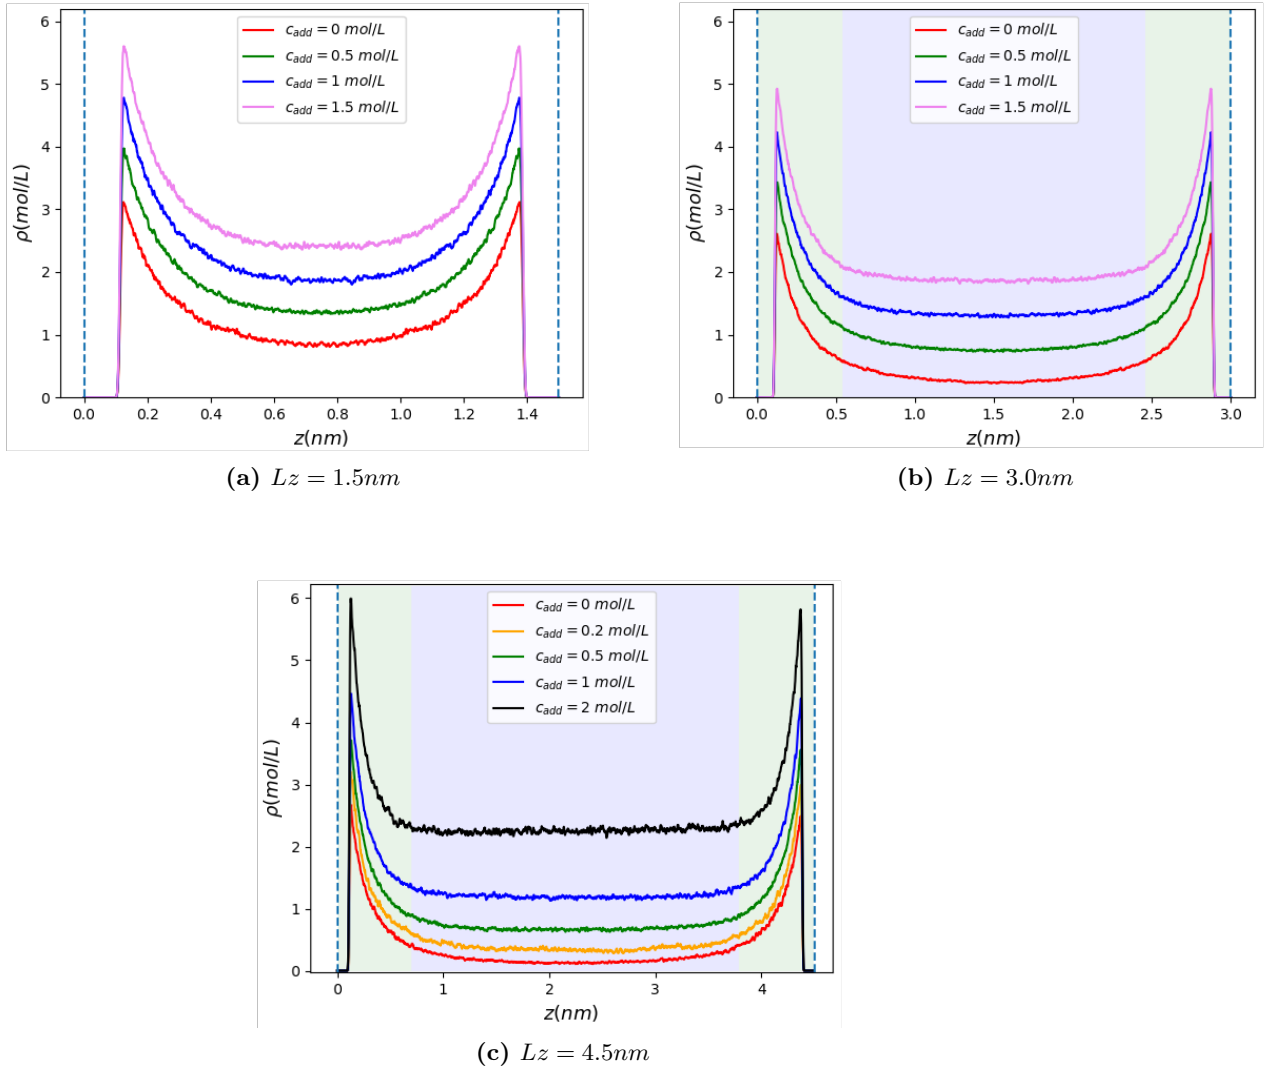 6
5
4
3
2
1
0
ρ(mol/L)
c_add = 0 mol/L
c_add = 0.5 mol/L
c_add = 1 mol/L
c_add = 1.5 mol/L
0.0 0.2 0.4 0.6 0.8 1.0 1.2 1.4
z(nm)
(a) Lz = 1.5nm
6
5
4
3
2
1
0
ρ(mol/L)
c_add = 0 mol/L
c_add = 0.5 mol/L
c_add = 1 mol/L
c_add = 1.5 mol/L
0.0 0.5 1.0 1.5 2.0 2.5 3.0
z(nm)
(b) Lz = 3.0nm
6
5
4
3
2
1
0
ρ(mol/L)
c_add = 0 mol/L
c_add = 0.2 mol/L
c_add = 0.5 mol/L
c_add = 1 mol/L
c_add = 2 mol/L
0 1 2 3 4
z(nm)
(c) Lz = 4.5nm